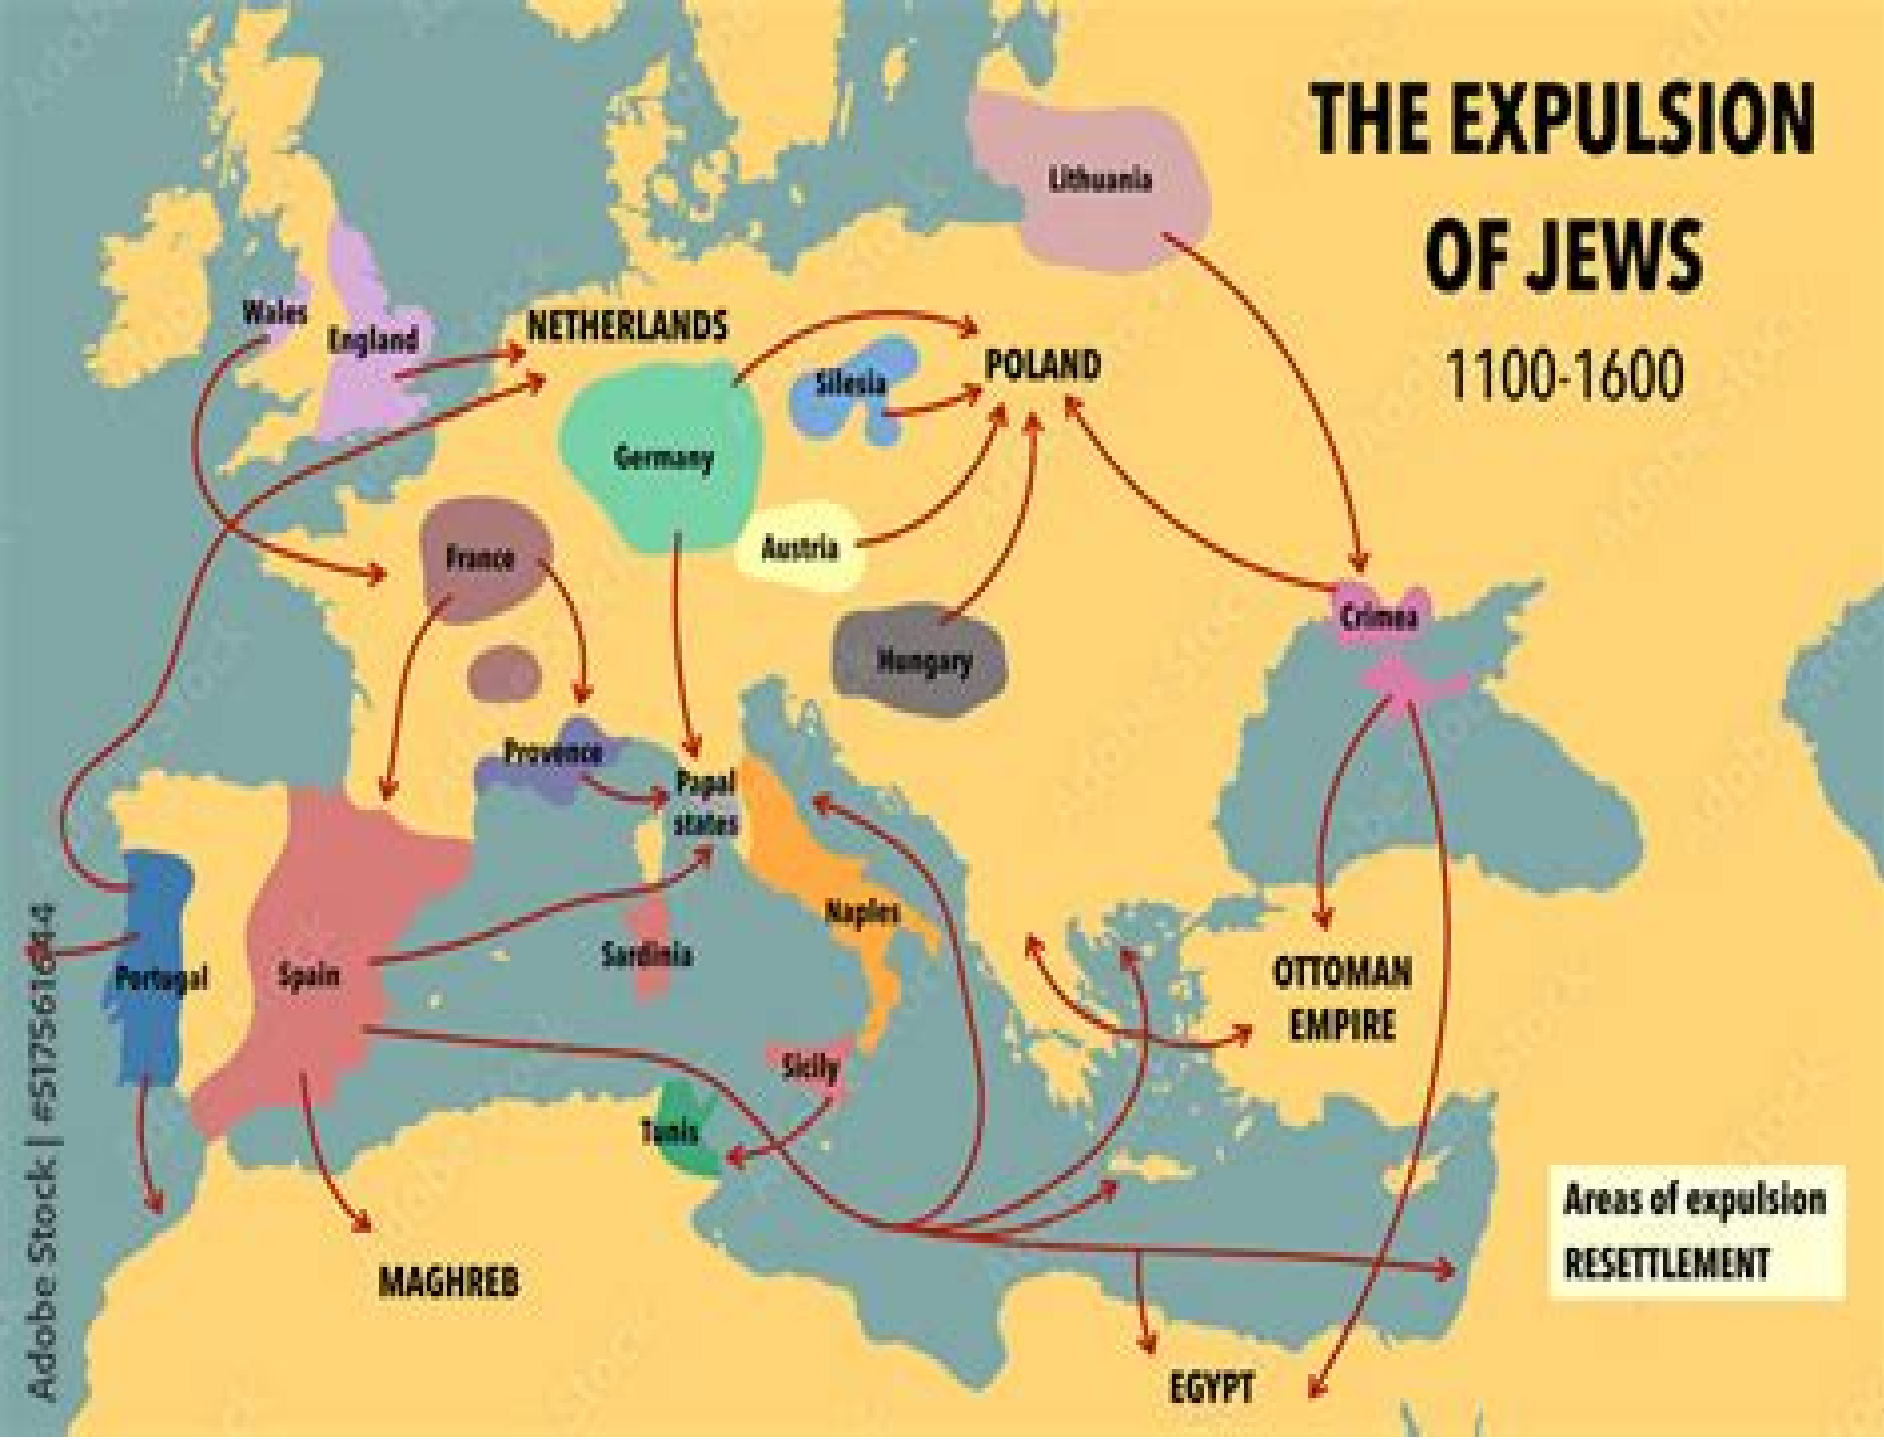 THE EXPULSION
OF JEWS
1100-1600
Lithuania
Wales
England
NETHERLANDS
POLAND
Silesia
Germany
Austria
France
Hungary
Crimea
Provence
Papal
states
Naples
Sardinia
Portugal
Spain
OTTOMAN
EMPIRE
Sicily
Tunis
MAGHREB
EGYPT
Areas of expulsion
RESETTLEMENT
Adobe Stock